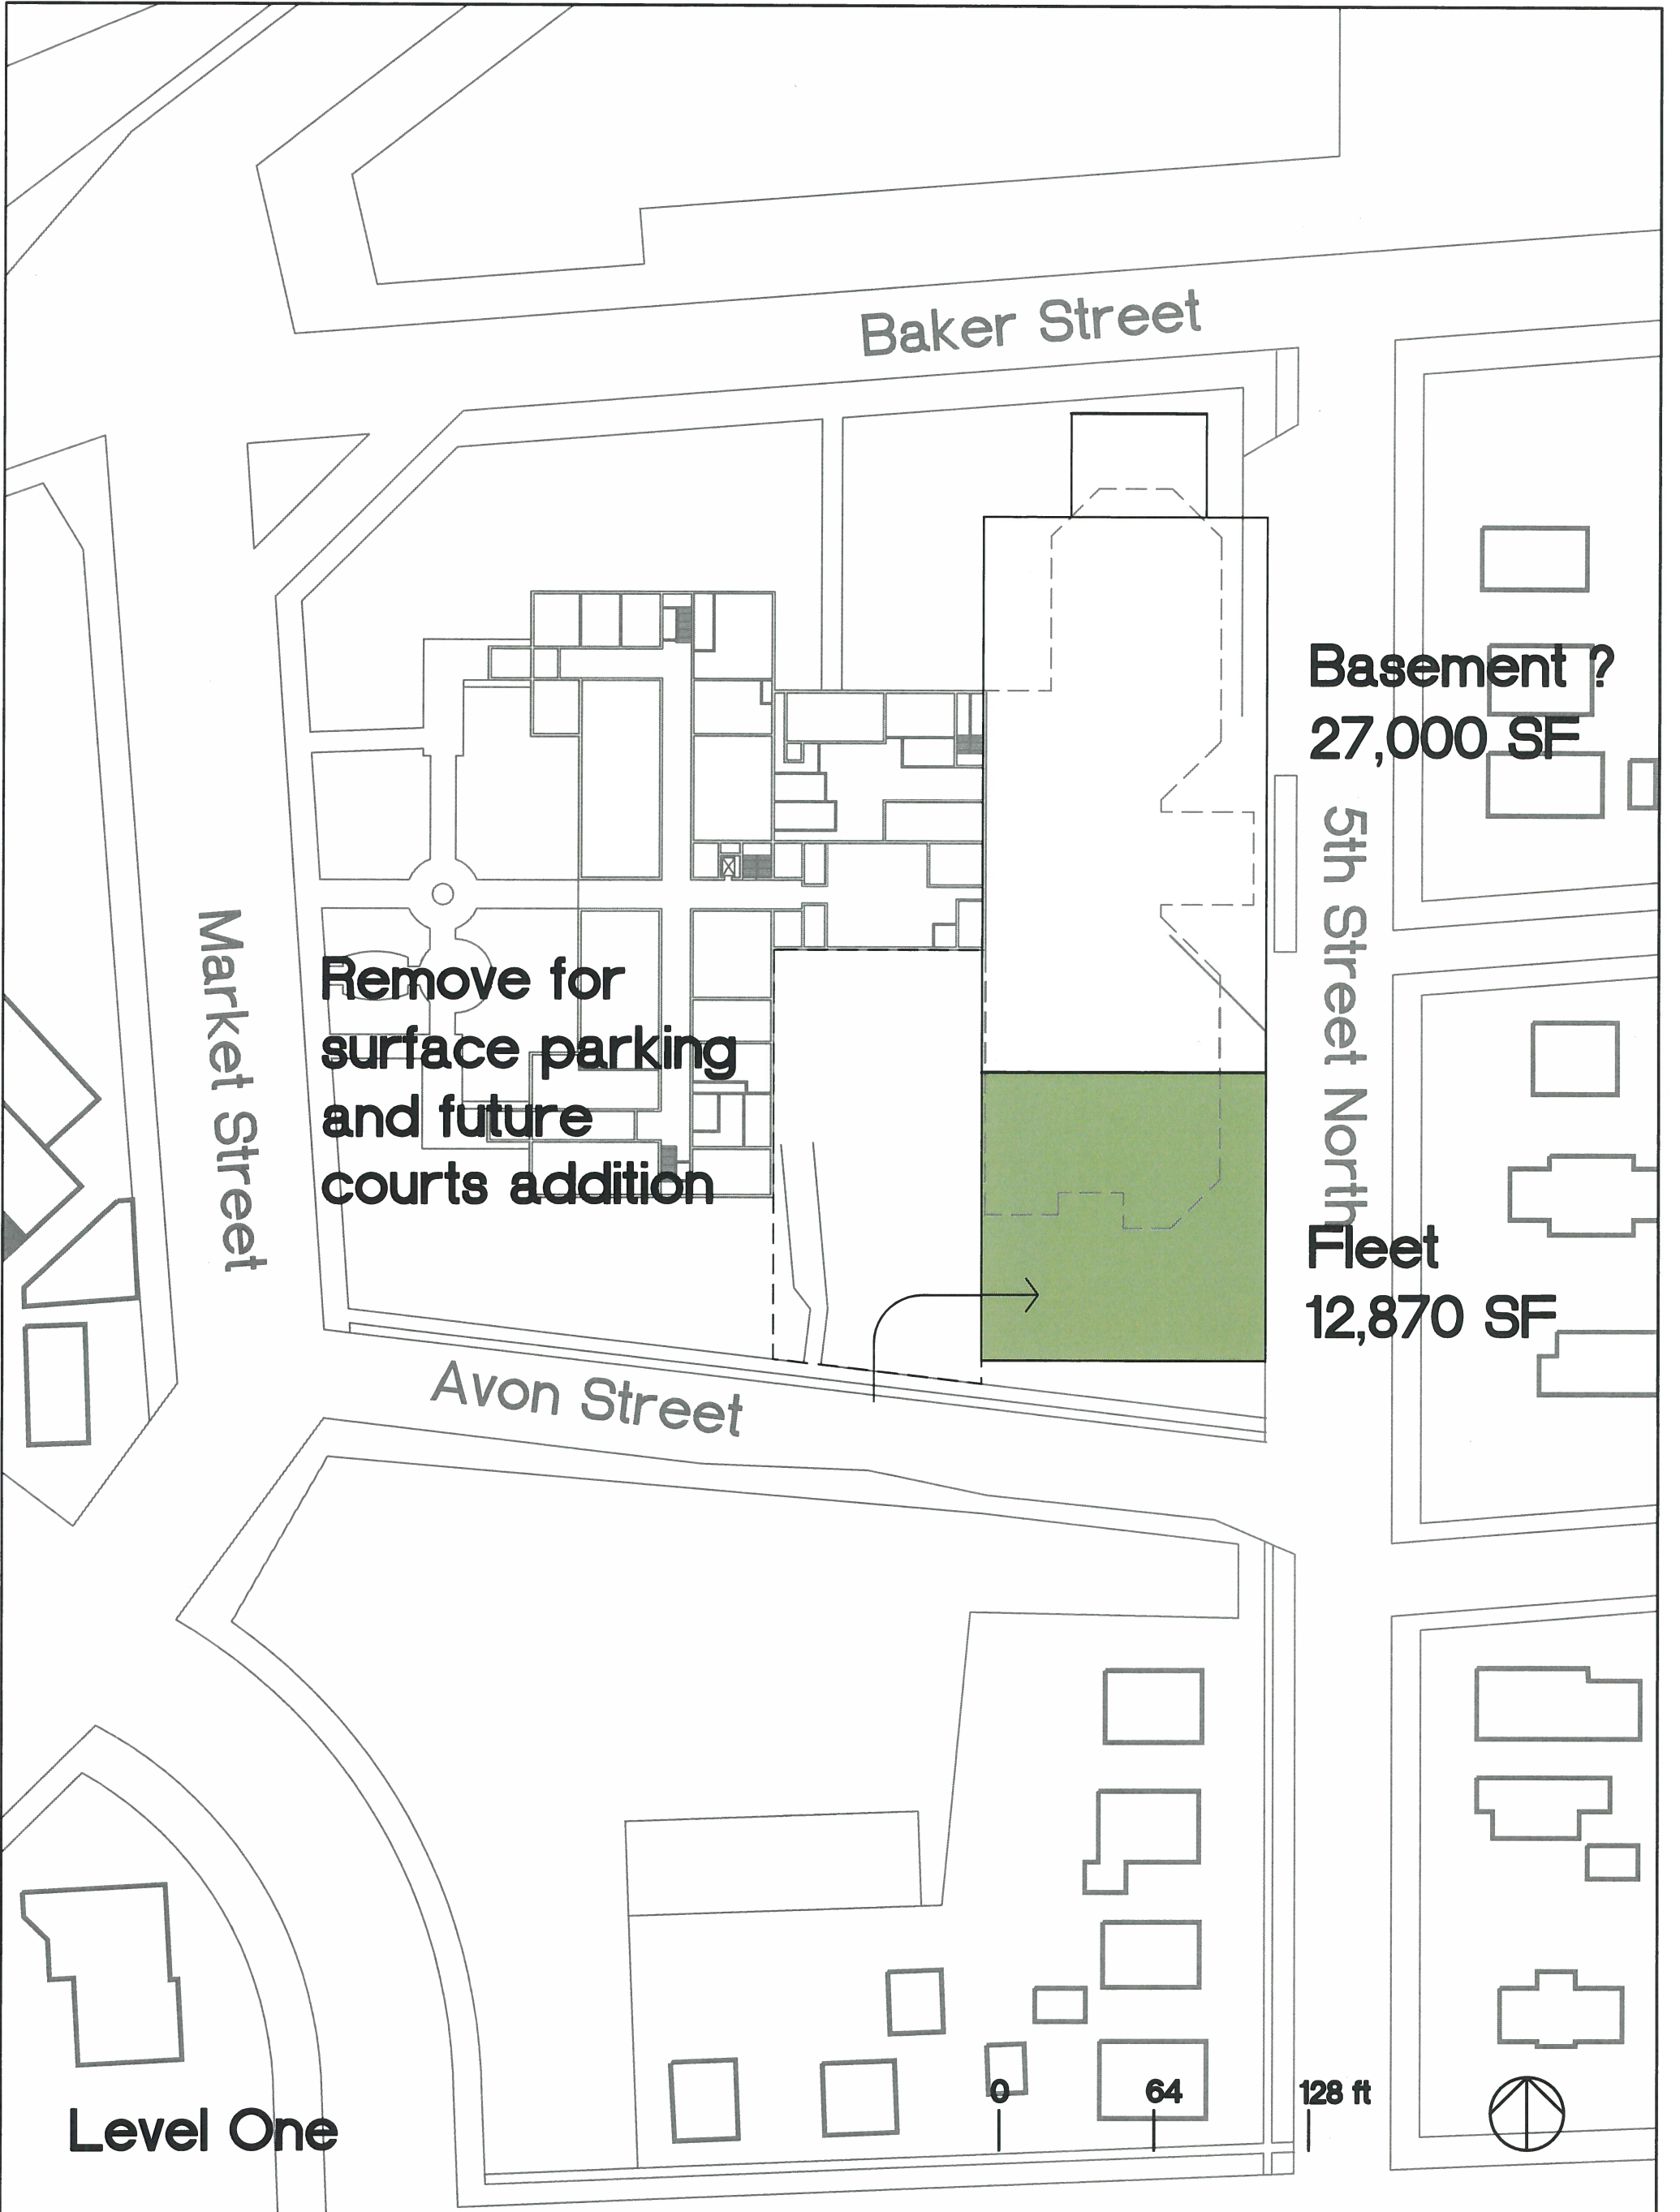 Baker Street
Basement ?
27,000 SF
5th Street North
Market Street
Remove for
surface parking
and future
courts addition
Fleet
12,870 SF
Avon Street
0 64 128 ft
Level One